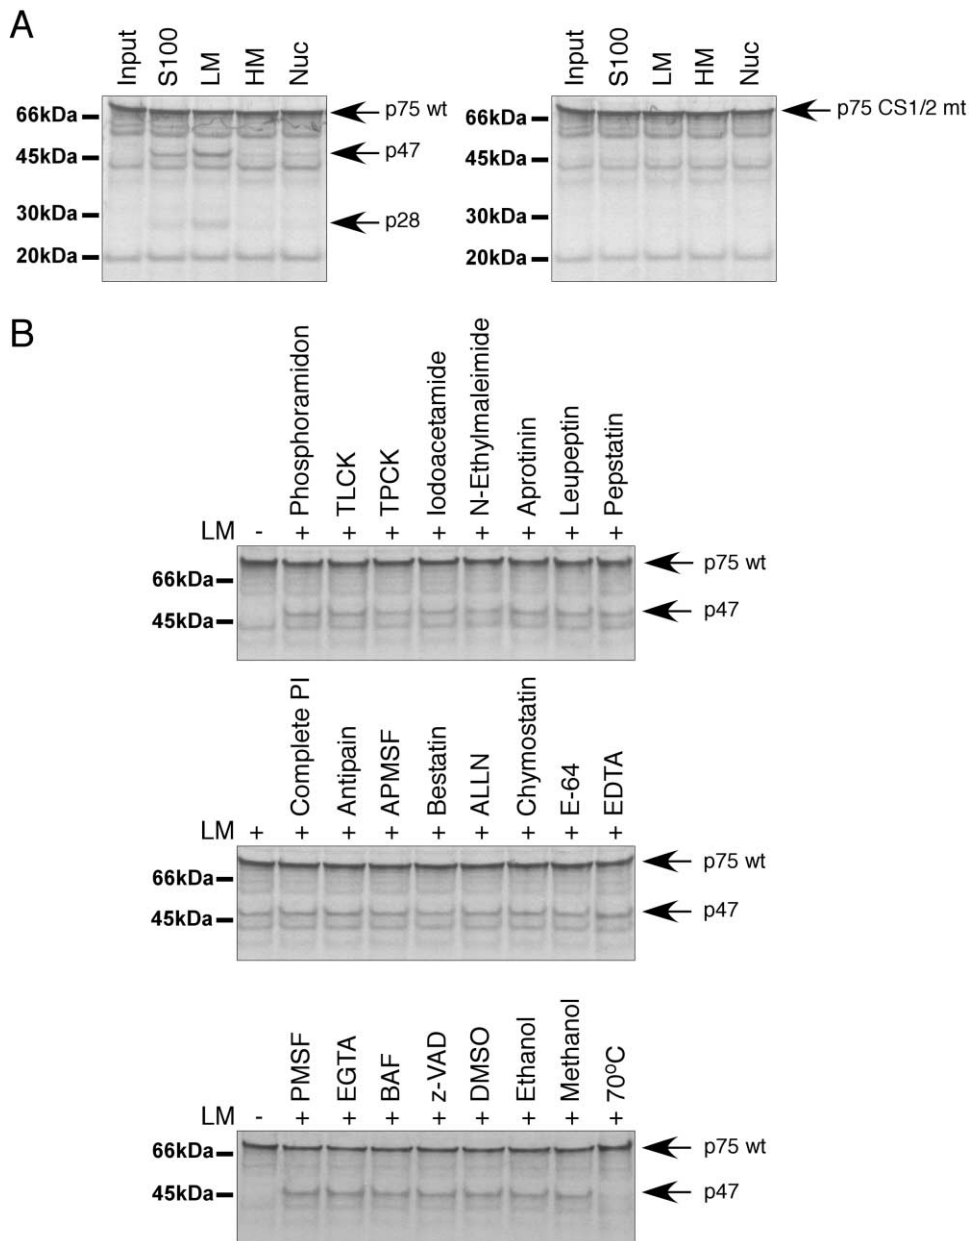 A
Input S100 LM HM Nuc
66kDa
45kDa
30kDa
20kDa
p75 wt
p47
p28
Input S100 LM HM Nuc
66kDa
45kDa
30kDa
20kDa
p75 CS1/2 mt
B
Phosphoramidon TLCK TPCK Iodoacetamide N-Ethylmaleimide Aprotinin Leupeptin Pepstatin
LM - + + + + + + + +
66kDa
45kDa
p75 wt
p47
Complete PI Antipain APMSF Bestatin ALLN Chymostatin E-64 EDTA
LM + + + + + + + + +
66kDa
45kDa
p75 wt
p47
PMSF EGTA BAF z-VAD DMSO Ethanol Methanol 70ºC
LM - + + + + + + + +
66kDa
45kDa
p75 wt
p47